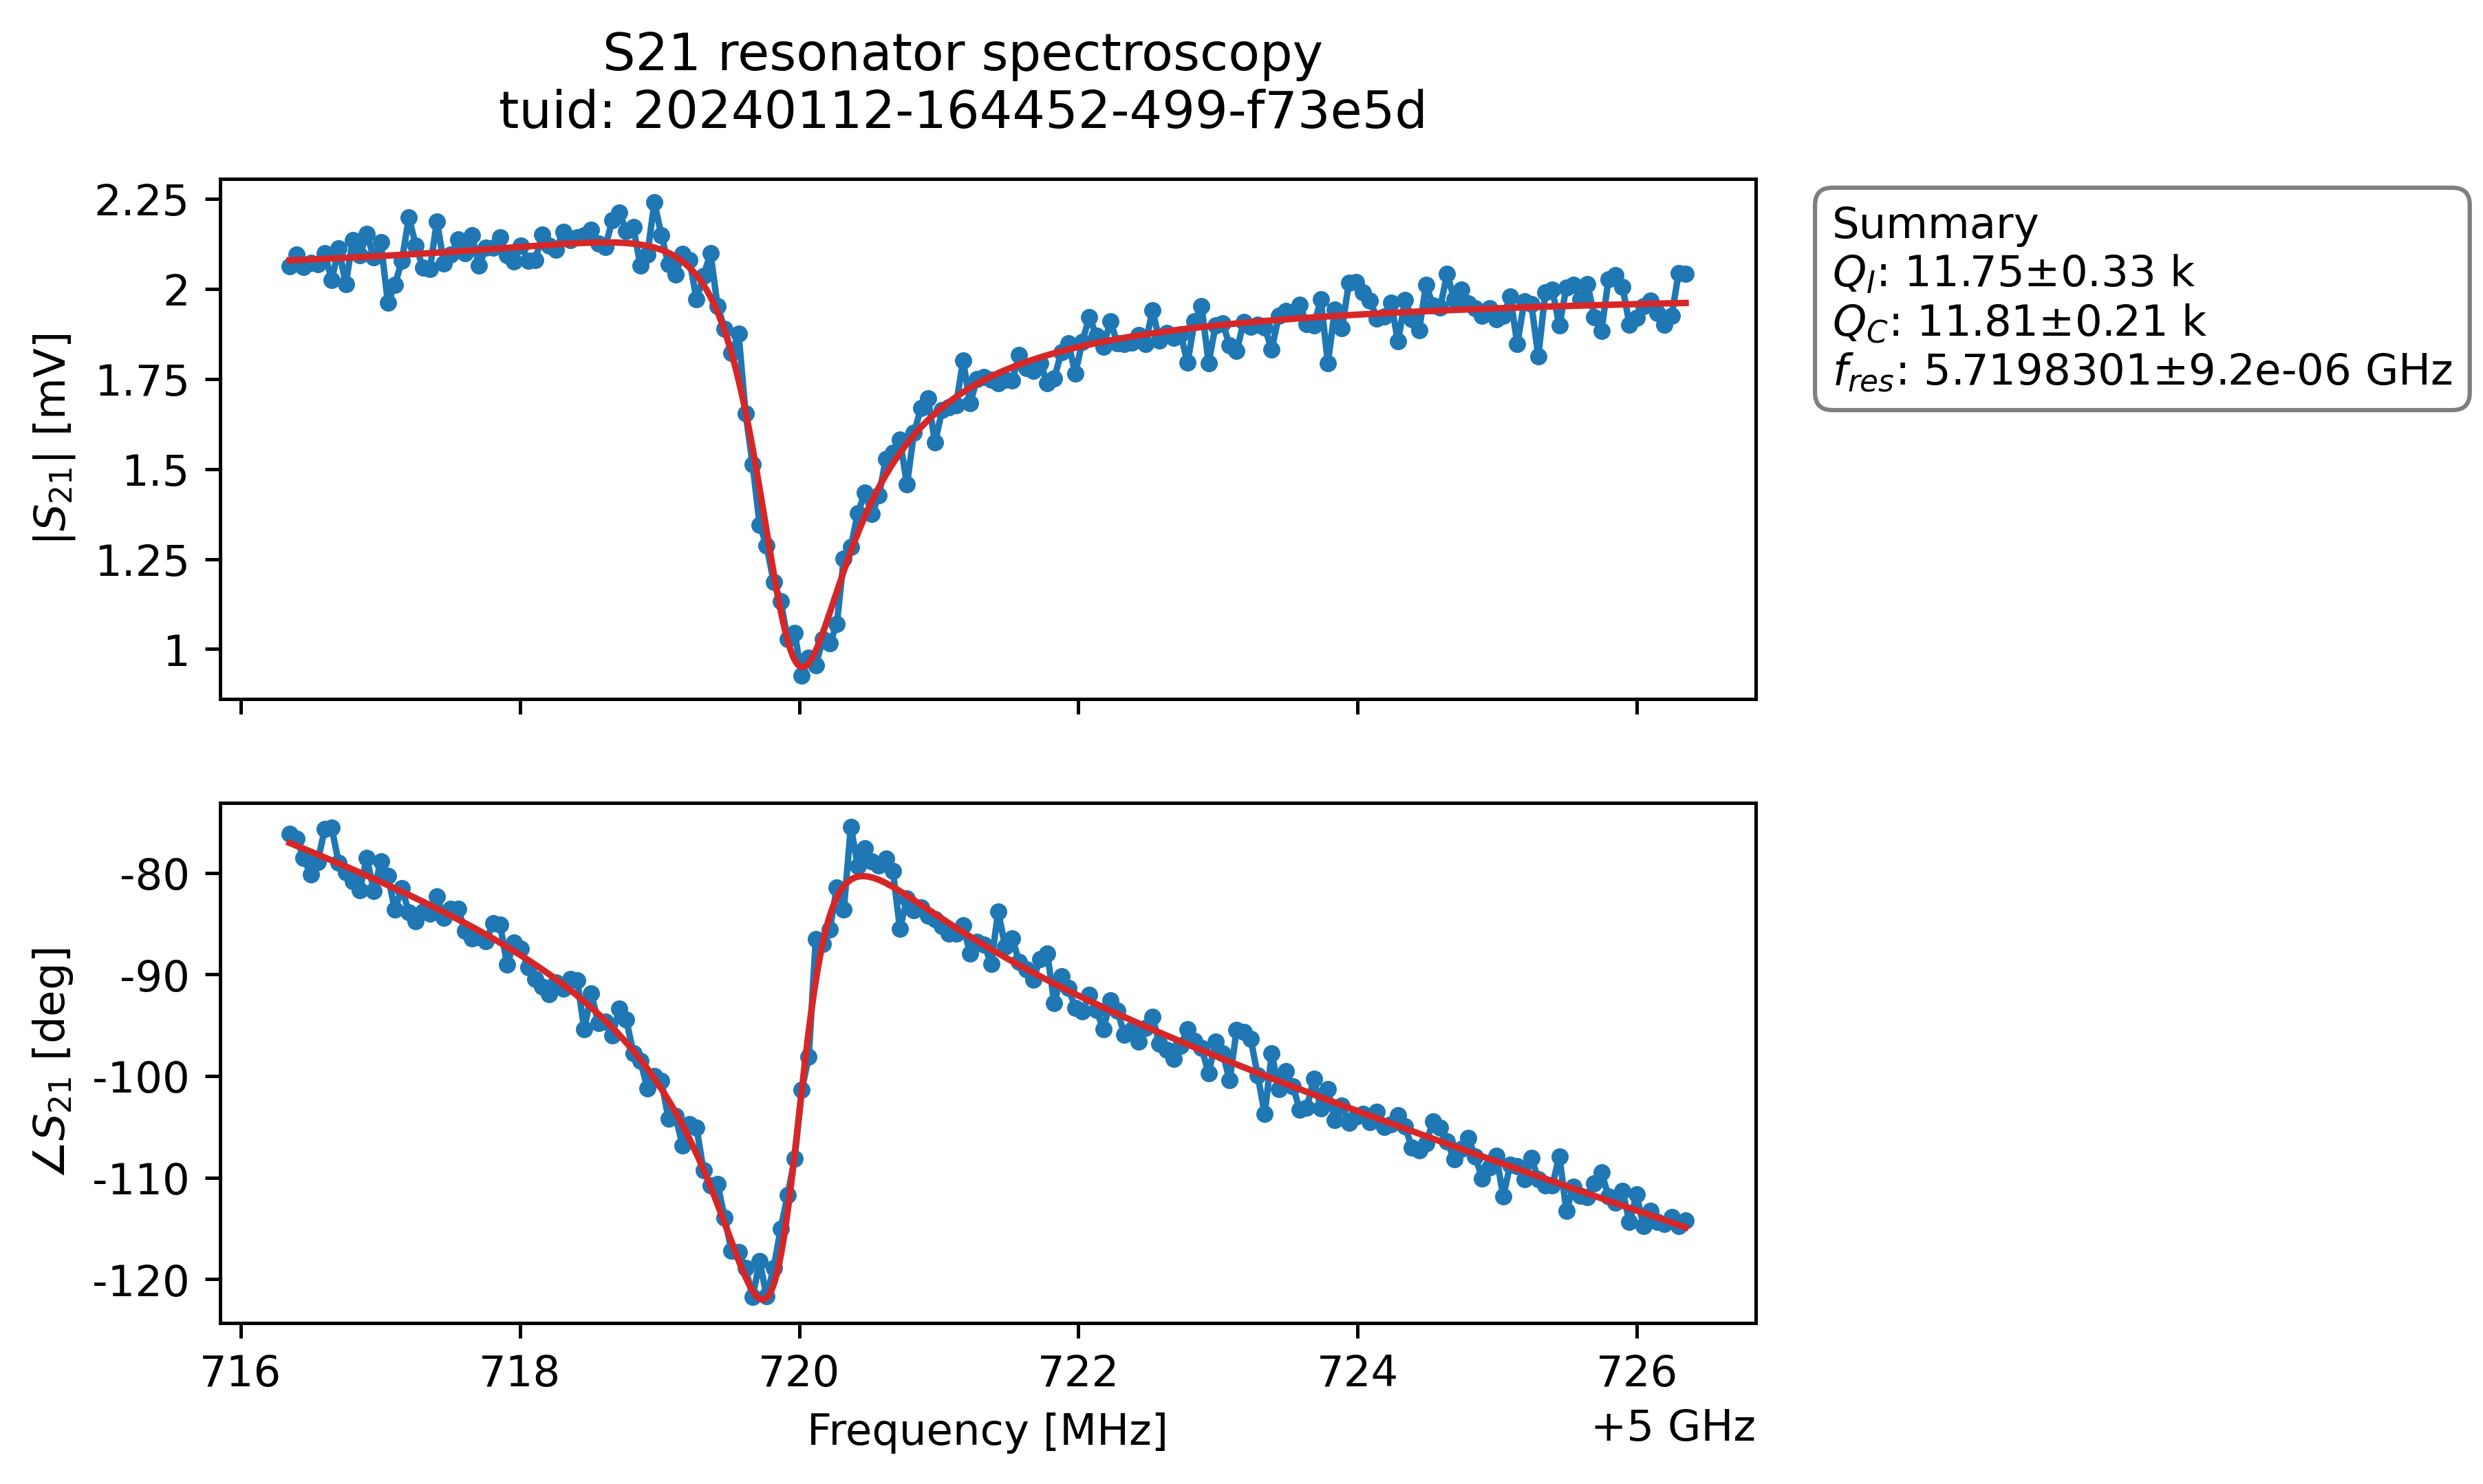 S21 resonator spectroscopy
tuid: 20240112-164452-499-f73e5d
2.25
2
1.75
1.5
1.25
1
|S21| [mV]
Summary
QI: 11.75±0.33 k
QC: 11.81±0.21 k
fres: 5.7198301±9.2e-06 GHz
-80
-90
-100
-110
-120
∠S21 [deg]
716 718 720 722 724 726
Frequency [MHz]
+5 GHz